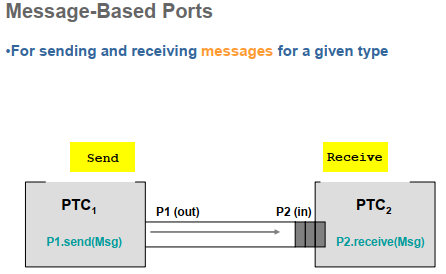 Message-Based Ports
•For sending and receiving messages for a given type
Send
Receive
PTC1
P1 (out)
P2 (in)
PTC2
P1.send(Msg)
P2.receive(Msg)